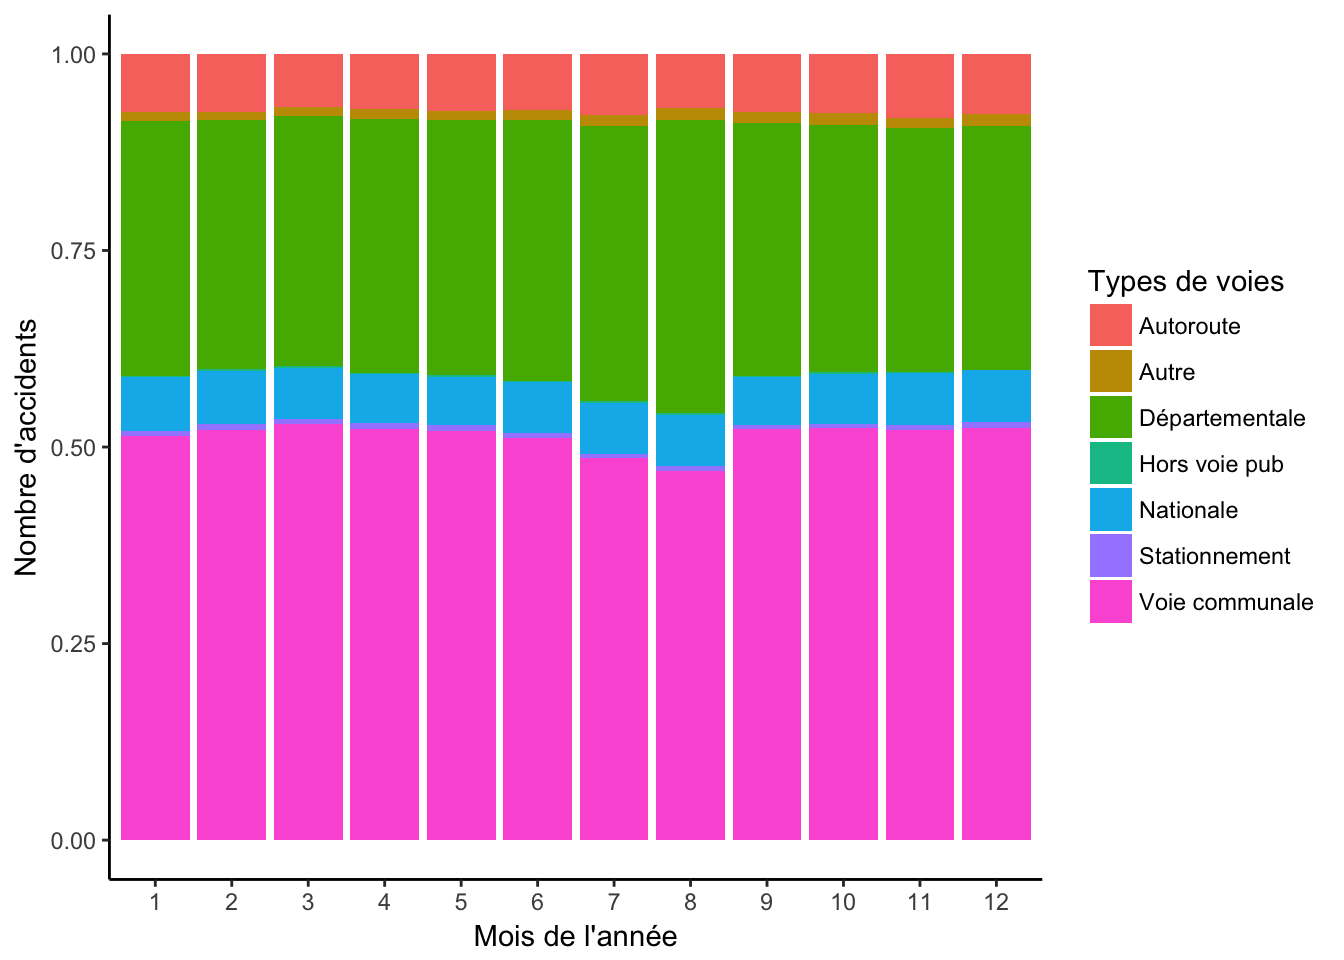 1.00
0.75
0.50
0.25
0.00
Nombre d'accidents
1 2 3 4 5 6 7 8 9 10 11 12
Mois de l'année
Types de voies
Autoroute
Autre
Départementale
Hors voie pub
Nationale
Stationnement
Voie communale